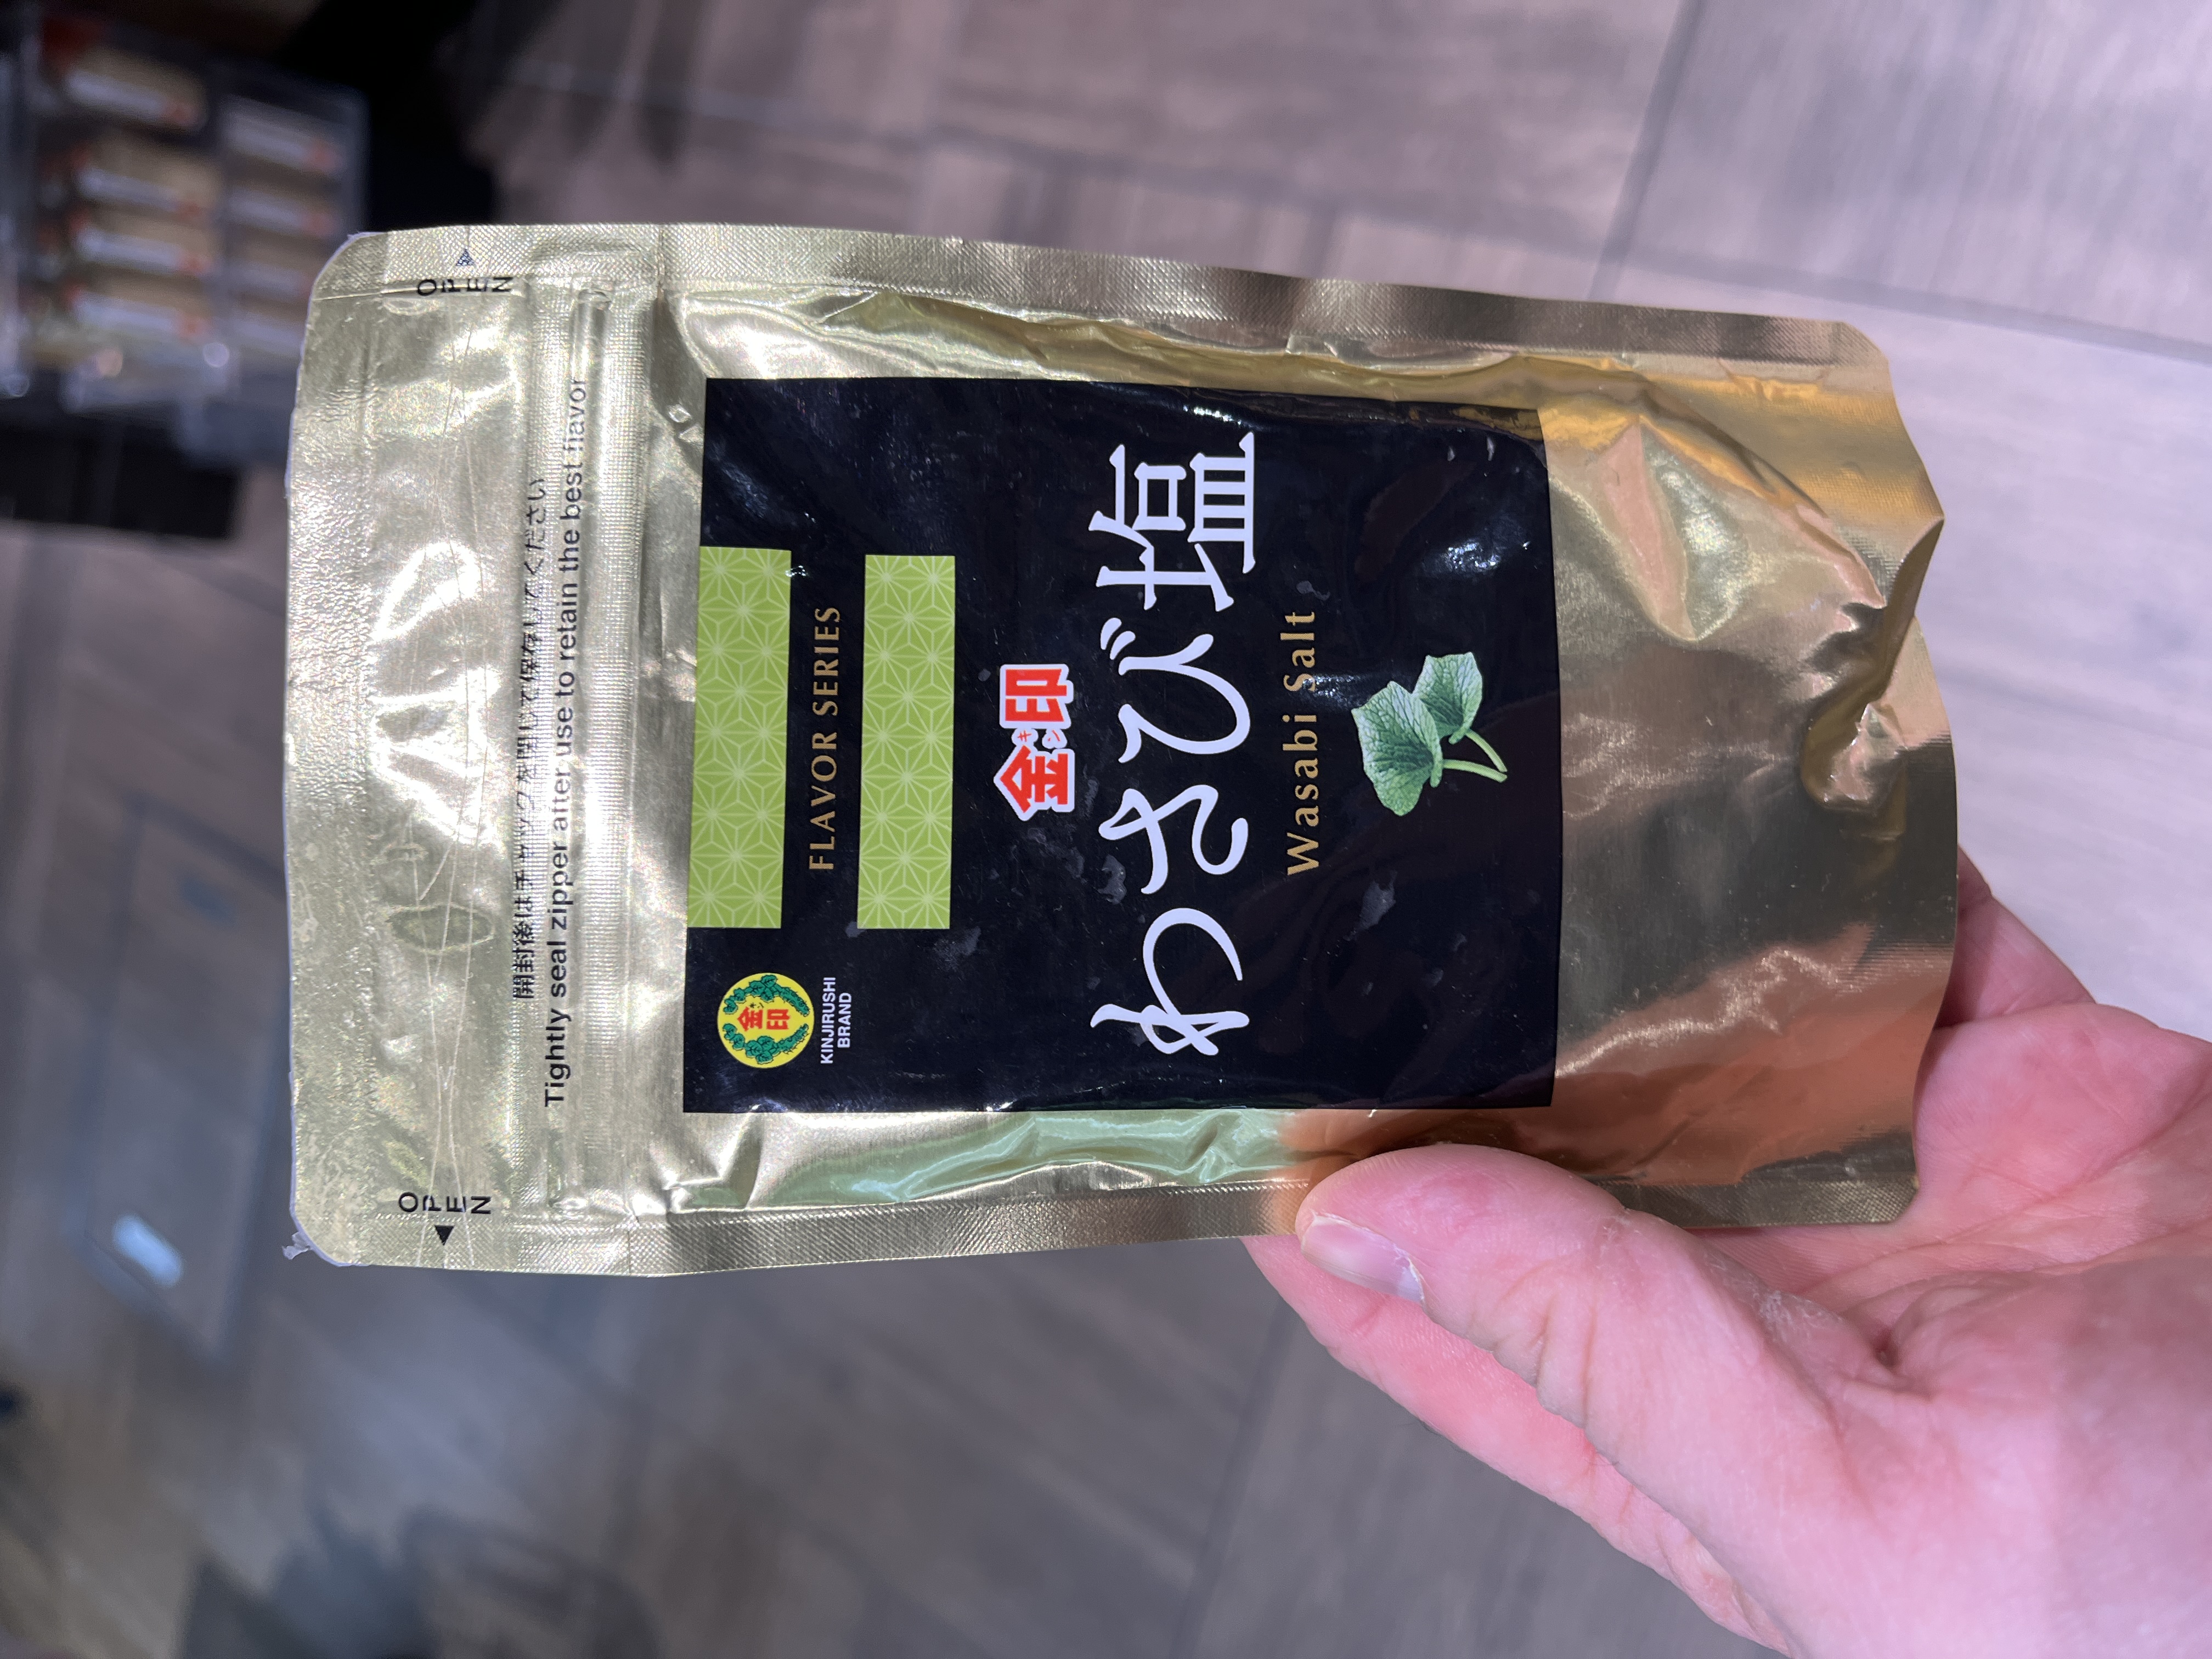 OPEN
OPEN
開封後はチャックを閉じて保存してください
Tightly seal zipper after use to retain the best flavor
金印
KINJIRUSHI
BRAND
FLAVOR SERIES
金印
キン
わさび塩
Wasabi Salt